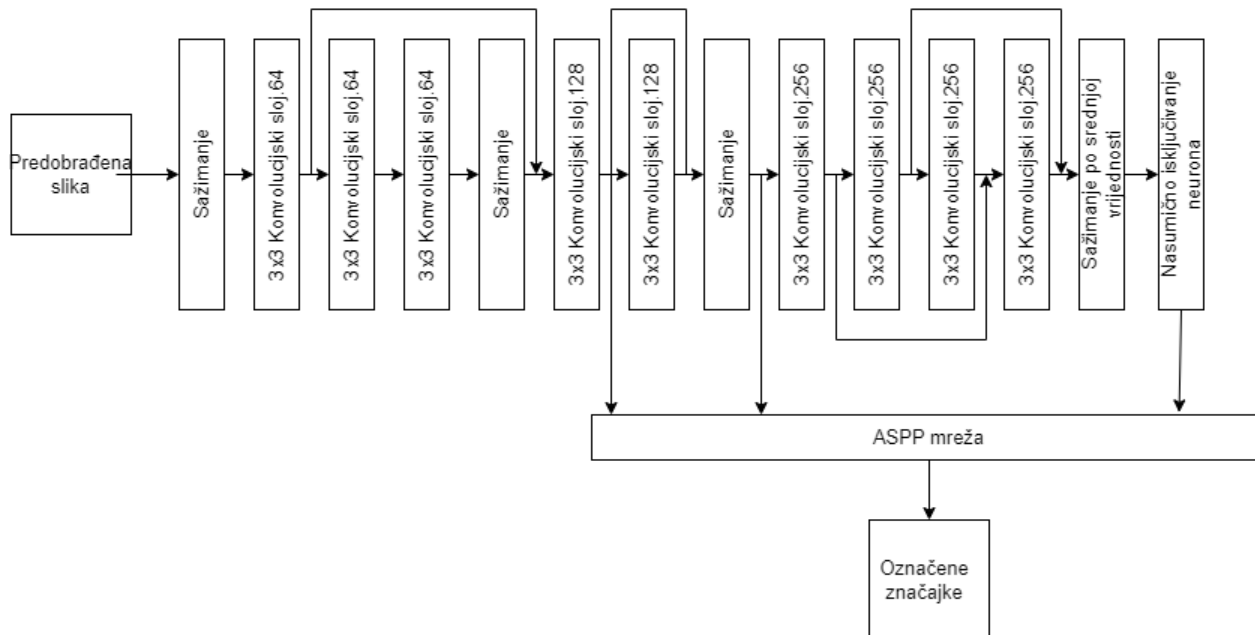 Predobrađena
slika
Sažimanje
3x3 Konvolucijski sloj.64
3x3 Konvolucijski sloj.64
3x3 Konvolucijski sloj.64
Sažimanje
3x3 Konvolucijski sloj.128
3x3 Konvolucijski sloj.128
Sažimanje
3x3 Konvolucijski sloj.256
3x3 Konvolucijski sloj.256
3x3 Konvolucijski sloj.256
3x3 Konvolucijski sloj.256
Sažimanje po srednjoj
vrijednosti
Nasumično isključivanje
neurona
ASPP mreža
Označene
značajke